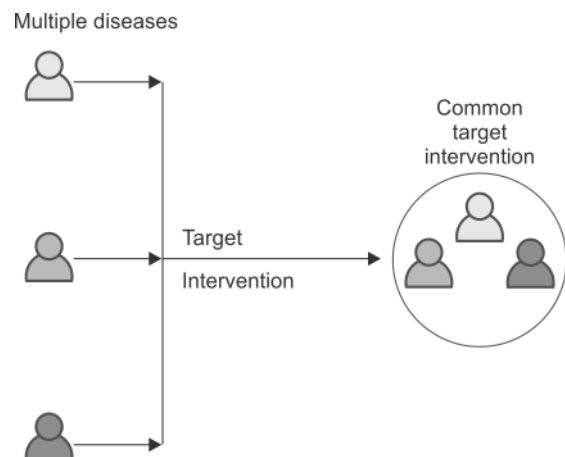 Multiple diseases
Common
target
intervention
Target
Intervention